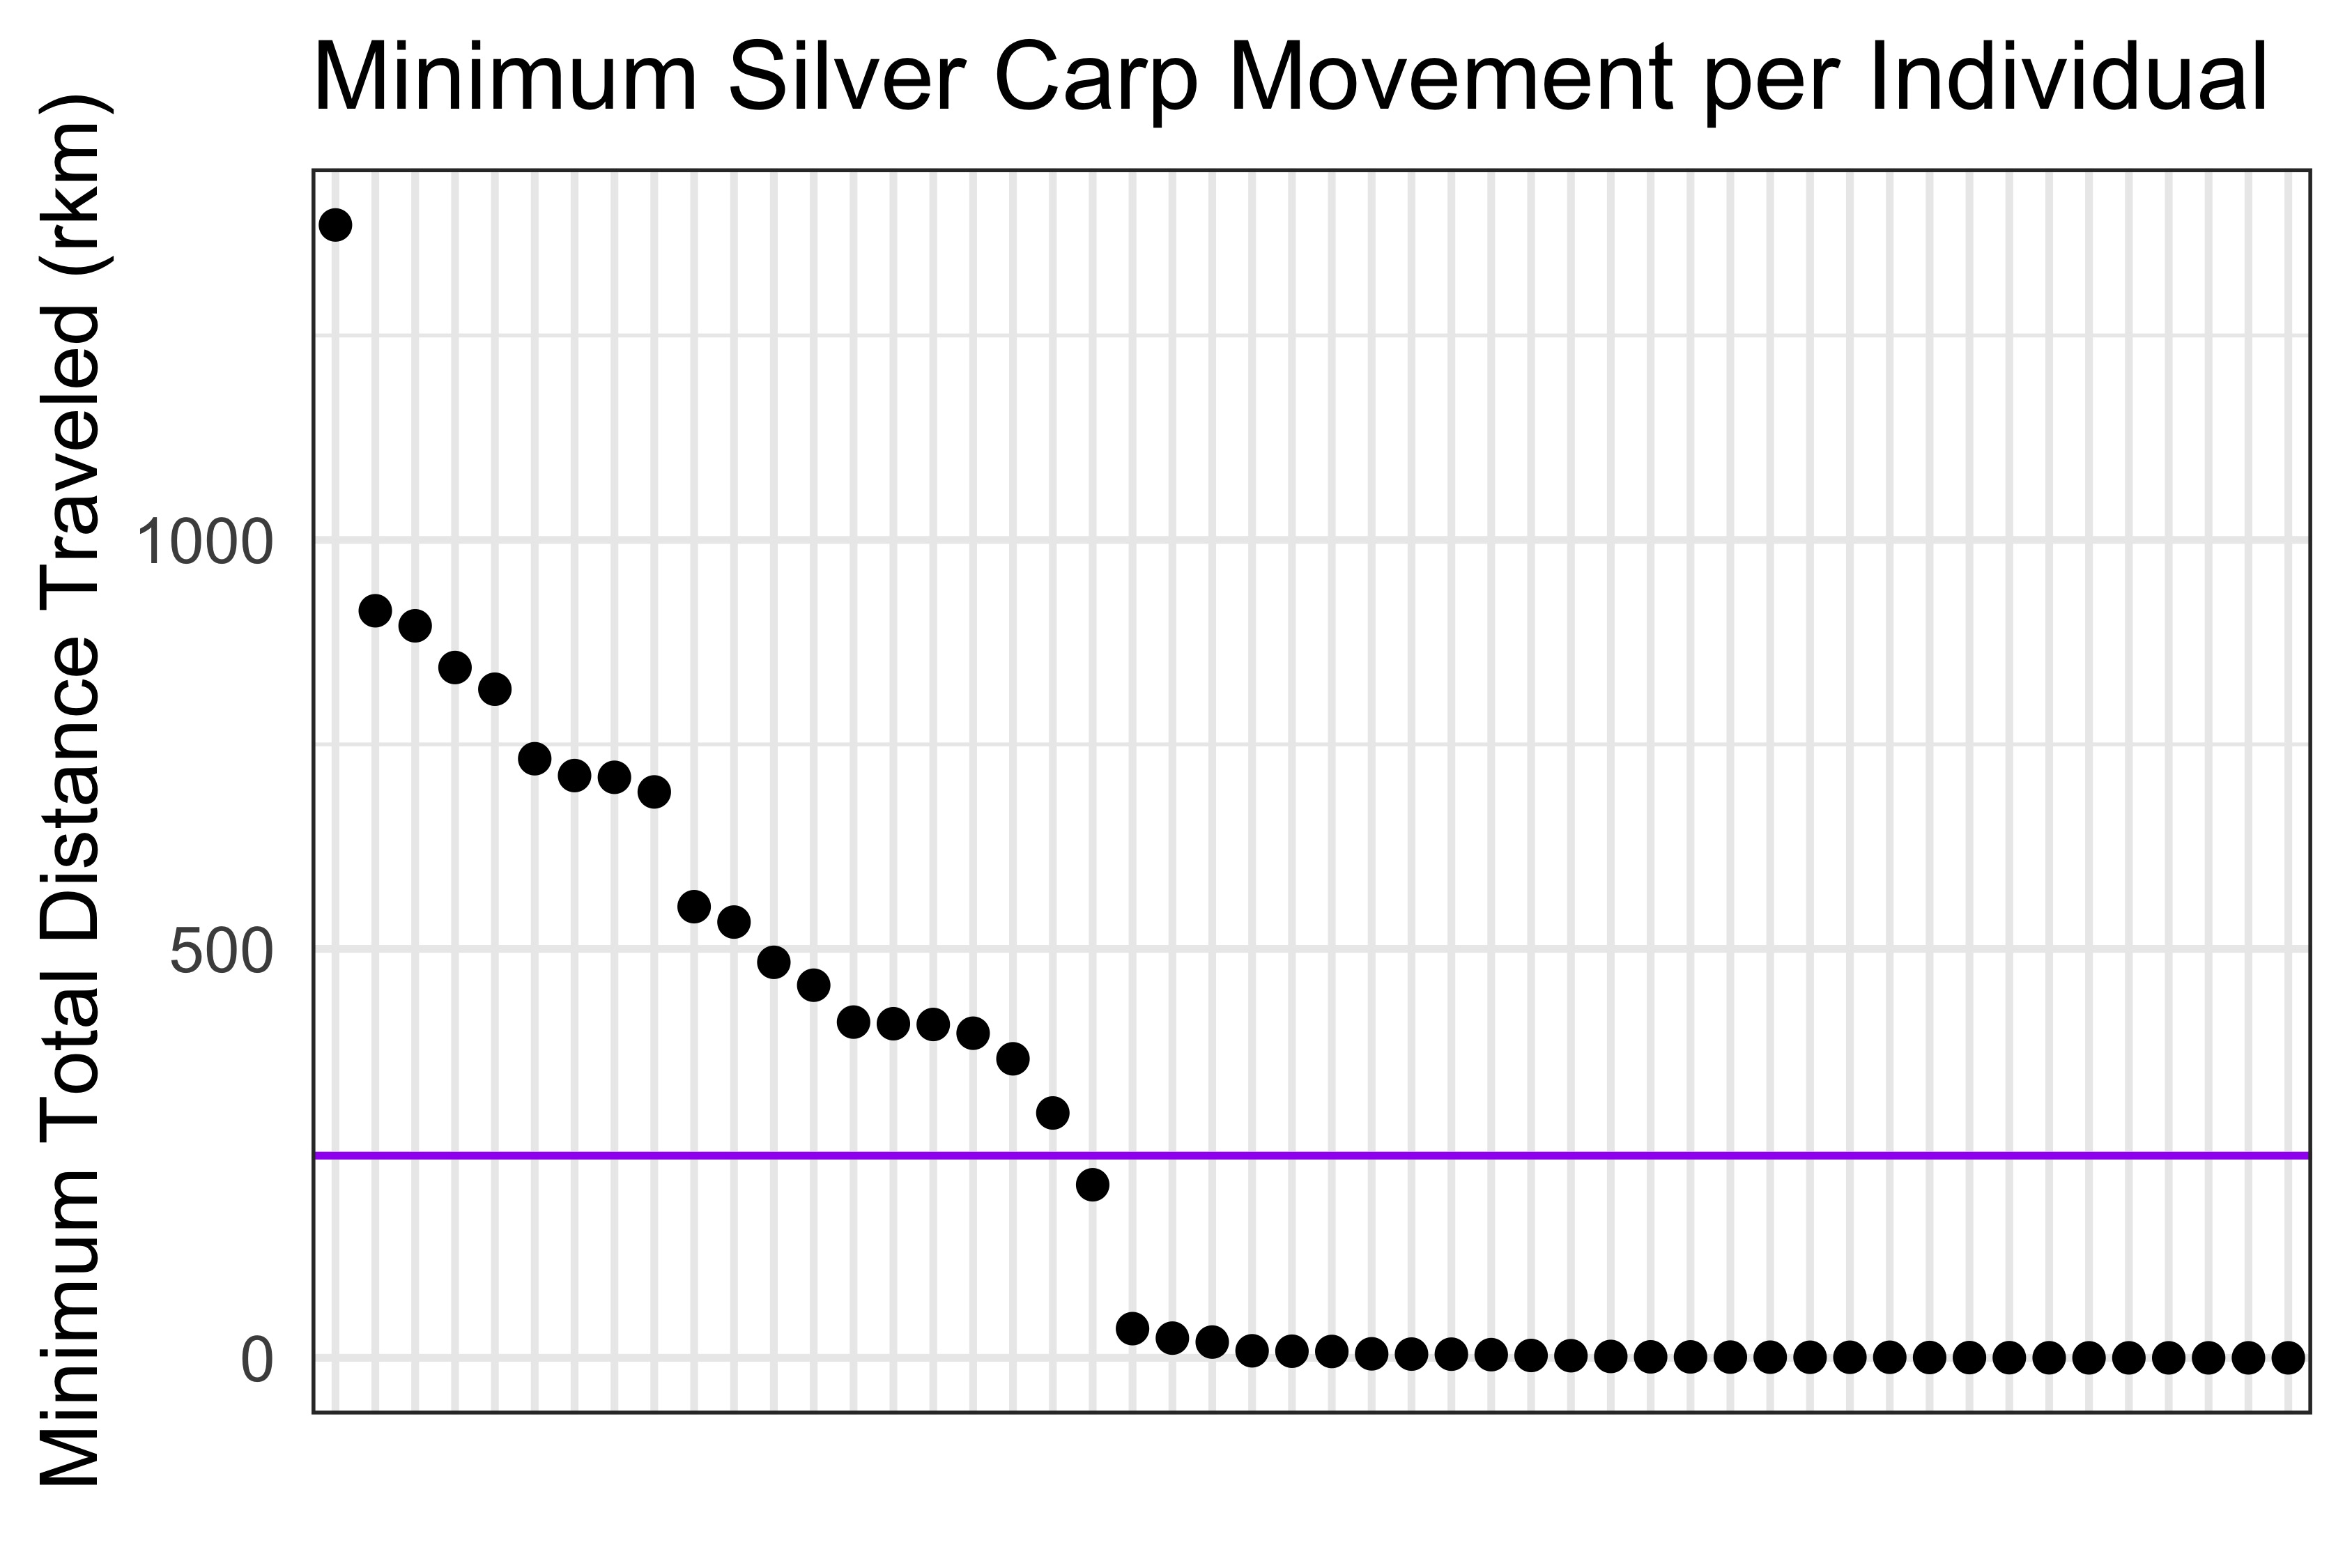 Minimum Silver Carp Movement per Individual
Minimum Total Distance Traveled (rkm)
1000
500
0